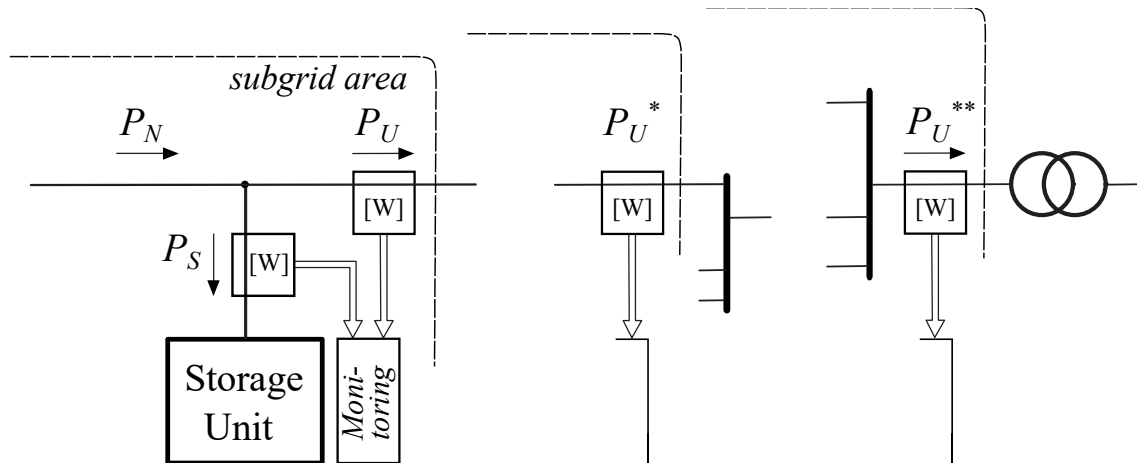 subgrid area
P_N
P_U
P_U*
P_U**
[W]
[W]
[W]
P_S
[W]
Storage
Unit
Moni-
toring